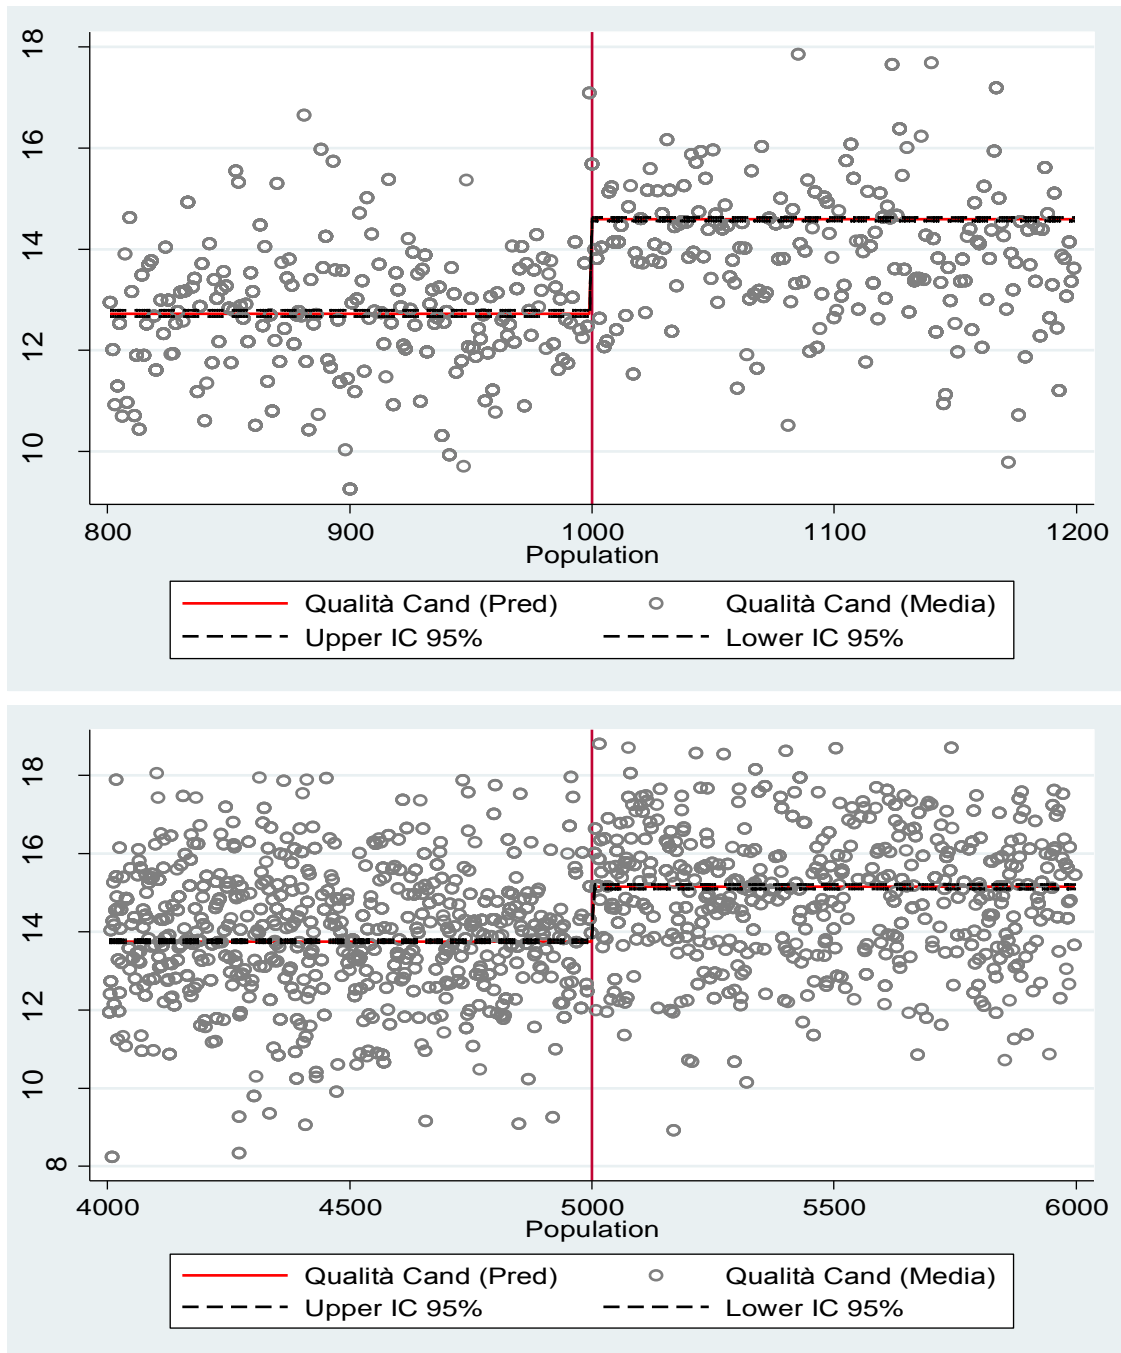 18
16
14
12
10
800 900 1000 1100 1200
Population
Qualità Cand (Pred) Qualità Cand (Media)
Upper IC 95% Lower IC 95%
18
16
14
12
10
8
4000 4500 5000 5500 6000
Population
Qualità Cand (Pred) Qualità Cand (Media)
Upper IC 95% Lower IC 95%